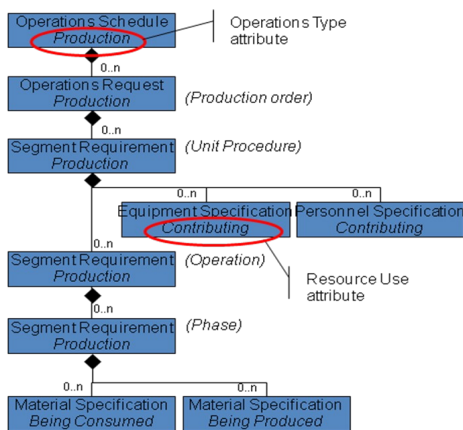 Operations Schedule
Production
Operations Type
attribute
0..n
Operations Request
Production
(Production order)
0..n
Segment Requirement
Production
(Unit Procedure)
0..n
0..n
Equipment Specification
Contributing
Personnel Specification
Contributing
0..n
Segment Requirement
Production
(Operation)
Resource Use
attribute
0..n
Segment Requirement
Production
(Phase)
0..n
0..n
Material Specification
Being Consumed
Material Specification
Being Produced